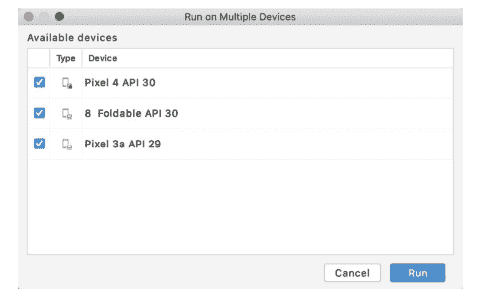 Run on Multiple Devices
Available devices
Type Device
Pixel 4 API 30
8 Foldable API 30
Pixel 3a API 29
Cancel Run